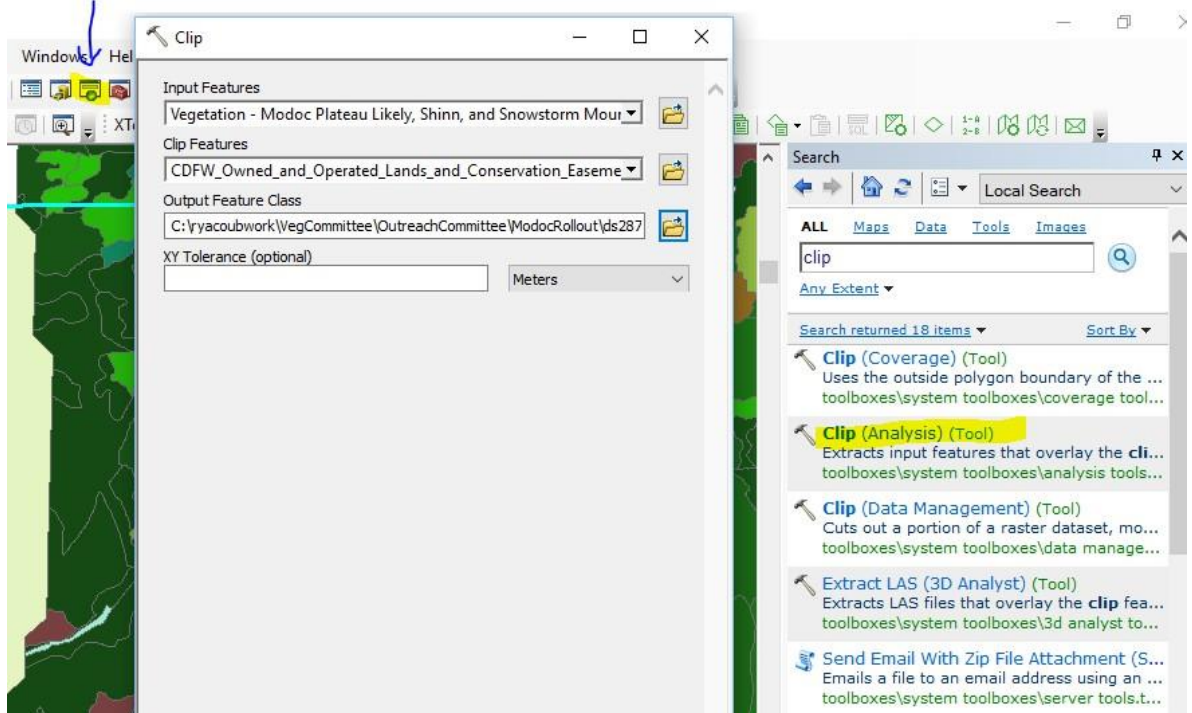 Clip
Windows Hel
Input Features
Vegetation - Modoc Plateau Likely, Shinn, and Snowstorm Mour
Clip Features
CDFW_Owned_and_Operated_Lands_and_Conservation_Easeme
Output Feature Class
C:\ryacoubwork\VegCommittee\OutreachCommittee\ModocRollout\ds287
XY Tolerance (optional)
Meters
XT
Search
Local Search
ALL Maps Data Tools Images
clip
Any Extent
Search returned 18 items Sort By
Clip (Coverage) (Tool)
Uses the outside polygon boundary of the ...
toolboxes\system toolboxes\coverage tool...
Clip (Analysis) (Tool)
Extracts input features that overlay the cli...
toolboxes\system toolboxes\analysis tools...
Clip (Data Management) (Tool)
Cuts out a portion of a raster dataset, mo...
toolboxes\system toolboxes\data manage...
Extract LAS (3D Analyst) (Tool)
Extracts LAS files that overlay the clip fea...
toolboxes\system toolboxes\3d analyst to...
Send Email With Zip File Attachment (S...
Emails a file to an email address using an ...
toolboxes\system toolboxes\server tools.t...